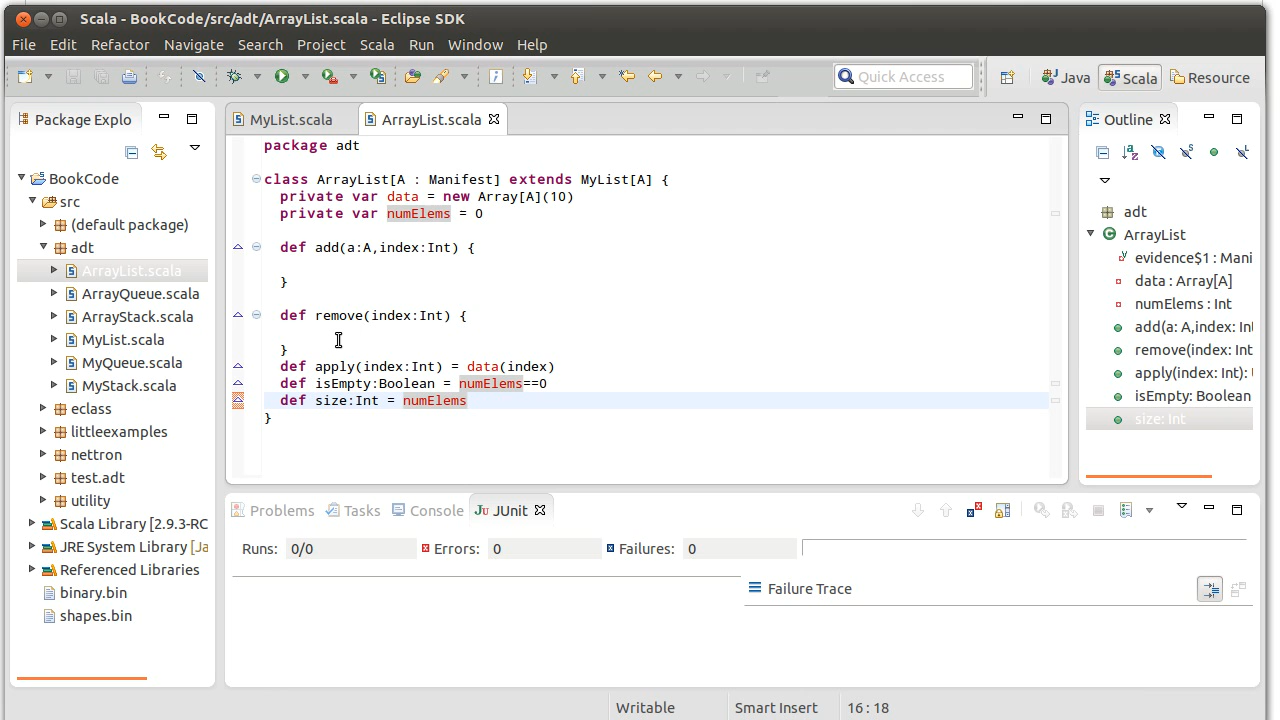 Scala - BookCode/src/adt/ArrayList.scala - Eclipse SDK
File Edit Refactor Navigate Search Project Scala Run Window Help
Quick Access
Java
Scala
Resource
Package Explo
BookCode
src
(default package)
adt
ArrayList.scala
ArrayQueue.scala
ArrayStack.scala
MyList.scala
MyQueue.scala
MyStack.scala
eclass
littleexamples
nettron
test.adt
utility
Scala Library [2.9.3-RC
JRE System Library [Ja
Referenced Libraries
binary.bin
shapes.bin
MyList.scala
ArrayList.scala
package adt
class ArrayList[A : Manifest] extends MyList[A] {
private var data = new Array[A](10)
private var numElems = 0
def add(a:A,index:Int) {
}
def remove(index:Int) {
}
def apply(index:Int) = data(index)
def isEmpty:Boolean = numElems==0
def size:Int = numElems
}
Outline
adt
ArrayList
evidence$1 : Mani
data : Array[A]
numElems : Int
add(a: A,index: Int
remove(index: Int
apply(index: Int):
isEmpty: Boolean
size: Int
Problems Tasks Console JUnit
Runs: 0/0 Errors: 0 Failures: 0
Failure Trace
Writable Smart Insert 16 : 18